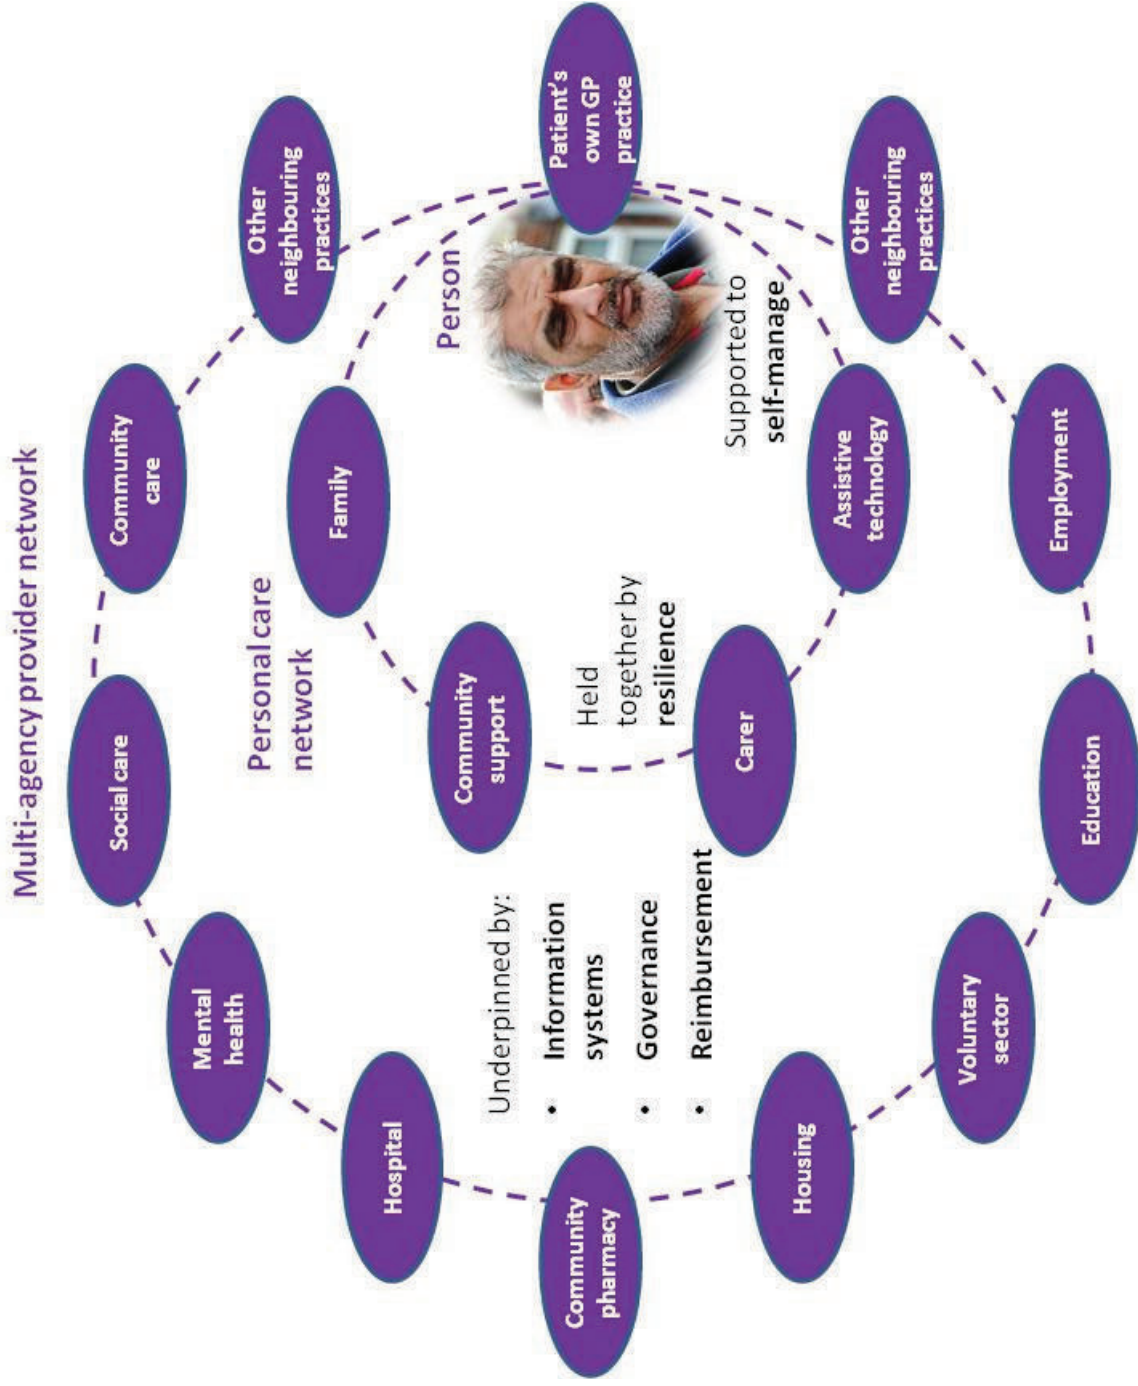 Multi-agency provider network
Social care
Community
care
Mental
health
Other
neighbouring
practices
Personal care
network
Family
Hospital
Person
Community
support
Underpinned by:
• Information
systems
• Governance
• Reimbursement
Held
together by
resilience
Community
pharmacy
Patient's
own GP
practice
Supported to
self-manage
Carer
Assistive
technology
Housing
Other
neighbouring
practices
Voluntary
sector
Employment
Education